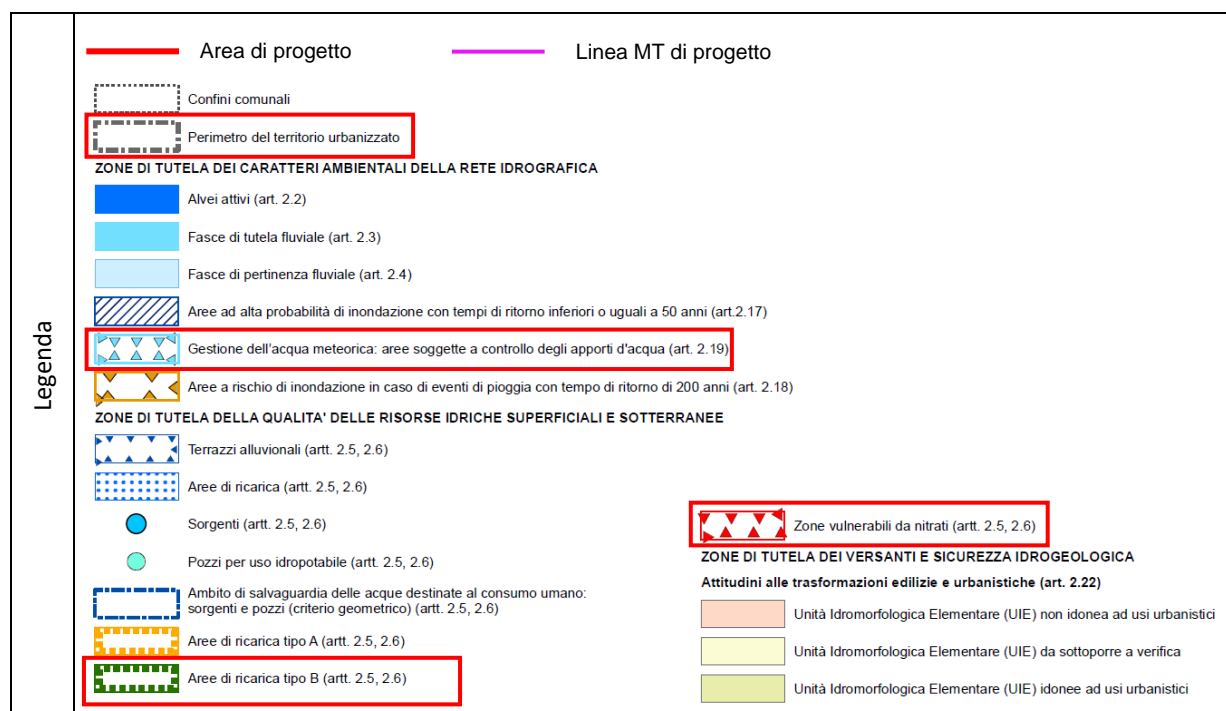 Legenda
Area di progetto
Linea MT di progetto
Confini comunali
Perimetro del territorio urbanizzato
ZONE DI TUTELA DEI CARATTERI AMBIENTALI DELLA RETE IDROGRAFICA
Alvei attivi (art. 2.2)
Fasce di tutela fluviale (art. 2.3)
Fasce di pertinenza fluviale (art. 2.4)
Aree ad alta probabilità di inondazione con tempi di ritorno inferiori o uguali a 50 anni (art.2.17)
Gestione dell'acqua meteorica: aree soggette a controllo degli apporti d'acqua (art. 2.19)
Aree a rischio di inondazione in caso di eventi di pioggia con tempo di ritorno di 200 anni (art. 2.18)
ZONE DI TUTELA DELLA QUALITA' DELLE RISORSE IDRICHE SUPERFICIALI E SOTTERRANEE
Terrazzi alluvionali (artt. 2.5, 2.6)
Aree di ricarica (artt. 2.5, 2.6)
Sorgenti (artt. 2.5, 2.6)
Pozzi per uso idropotabile (artt. 2.5, 2.6)
Ambito di salvaguardia delle acque destinate al consumo umano:
sorgenti e pozzi (criterio geometrico) (artt. 2.5, 2.6)
Aree di ricarica tipo A (artt. 2.5, 2.6)
Aree di ricarica tipo B (artt. 2.5, 2.6)
Zone vulnerabili da nitrati (artt. 2.5, 2.6)
ZONE DI TUTELA DEI VERSANTI E SICUREZZA IDROGEOLOGICA
Attitudini alle trasformazioni edilizie e urbanistiche (art. 2.22)
Unità Idromorfologica Elementare (UIE) non idonea ad usi urbanistici
Unità Idromorfologica Elementare (UIE) da sottoporre a verifica
Unità Idromorfologica Elementare (UIE) idonee ad usi urbanistici